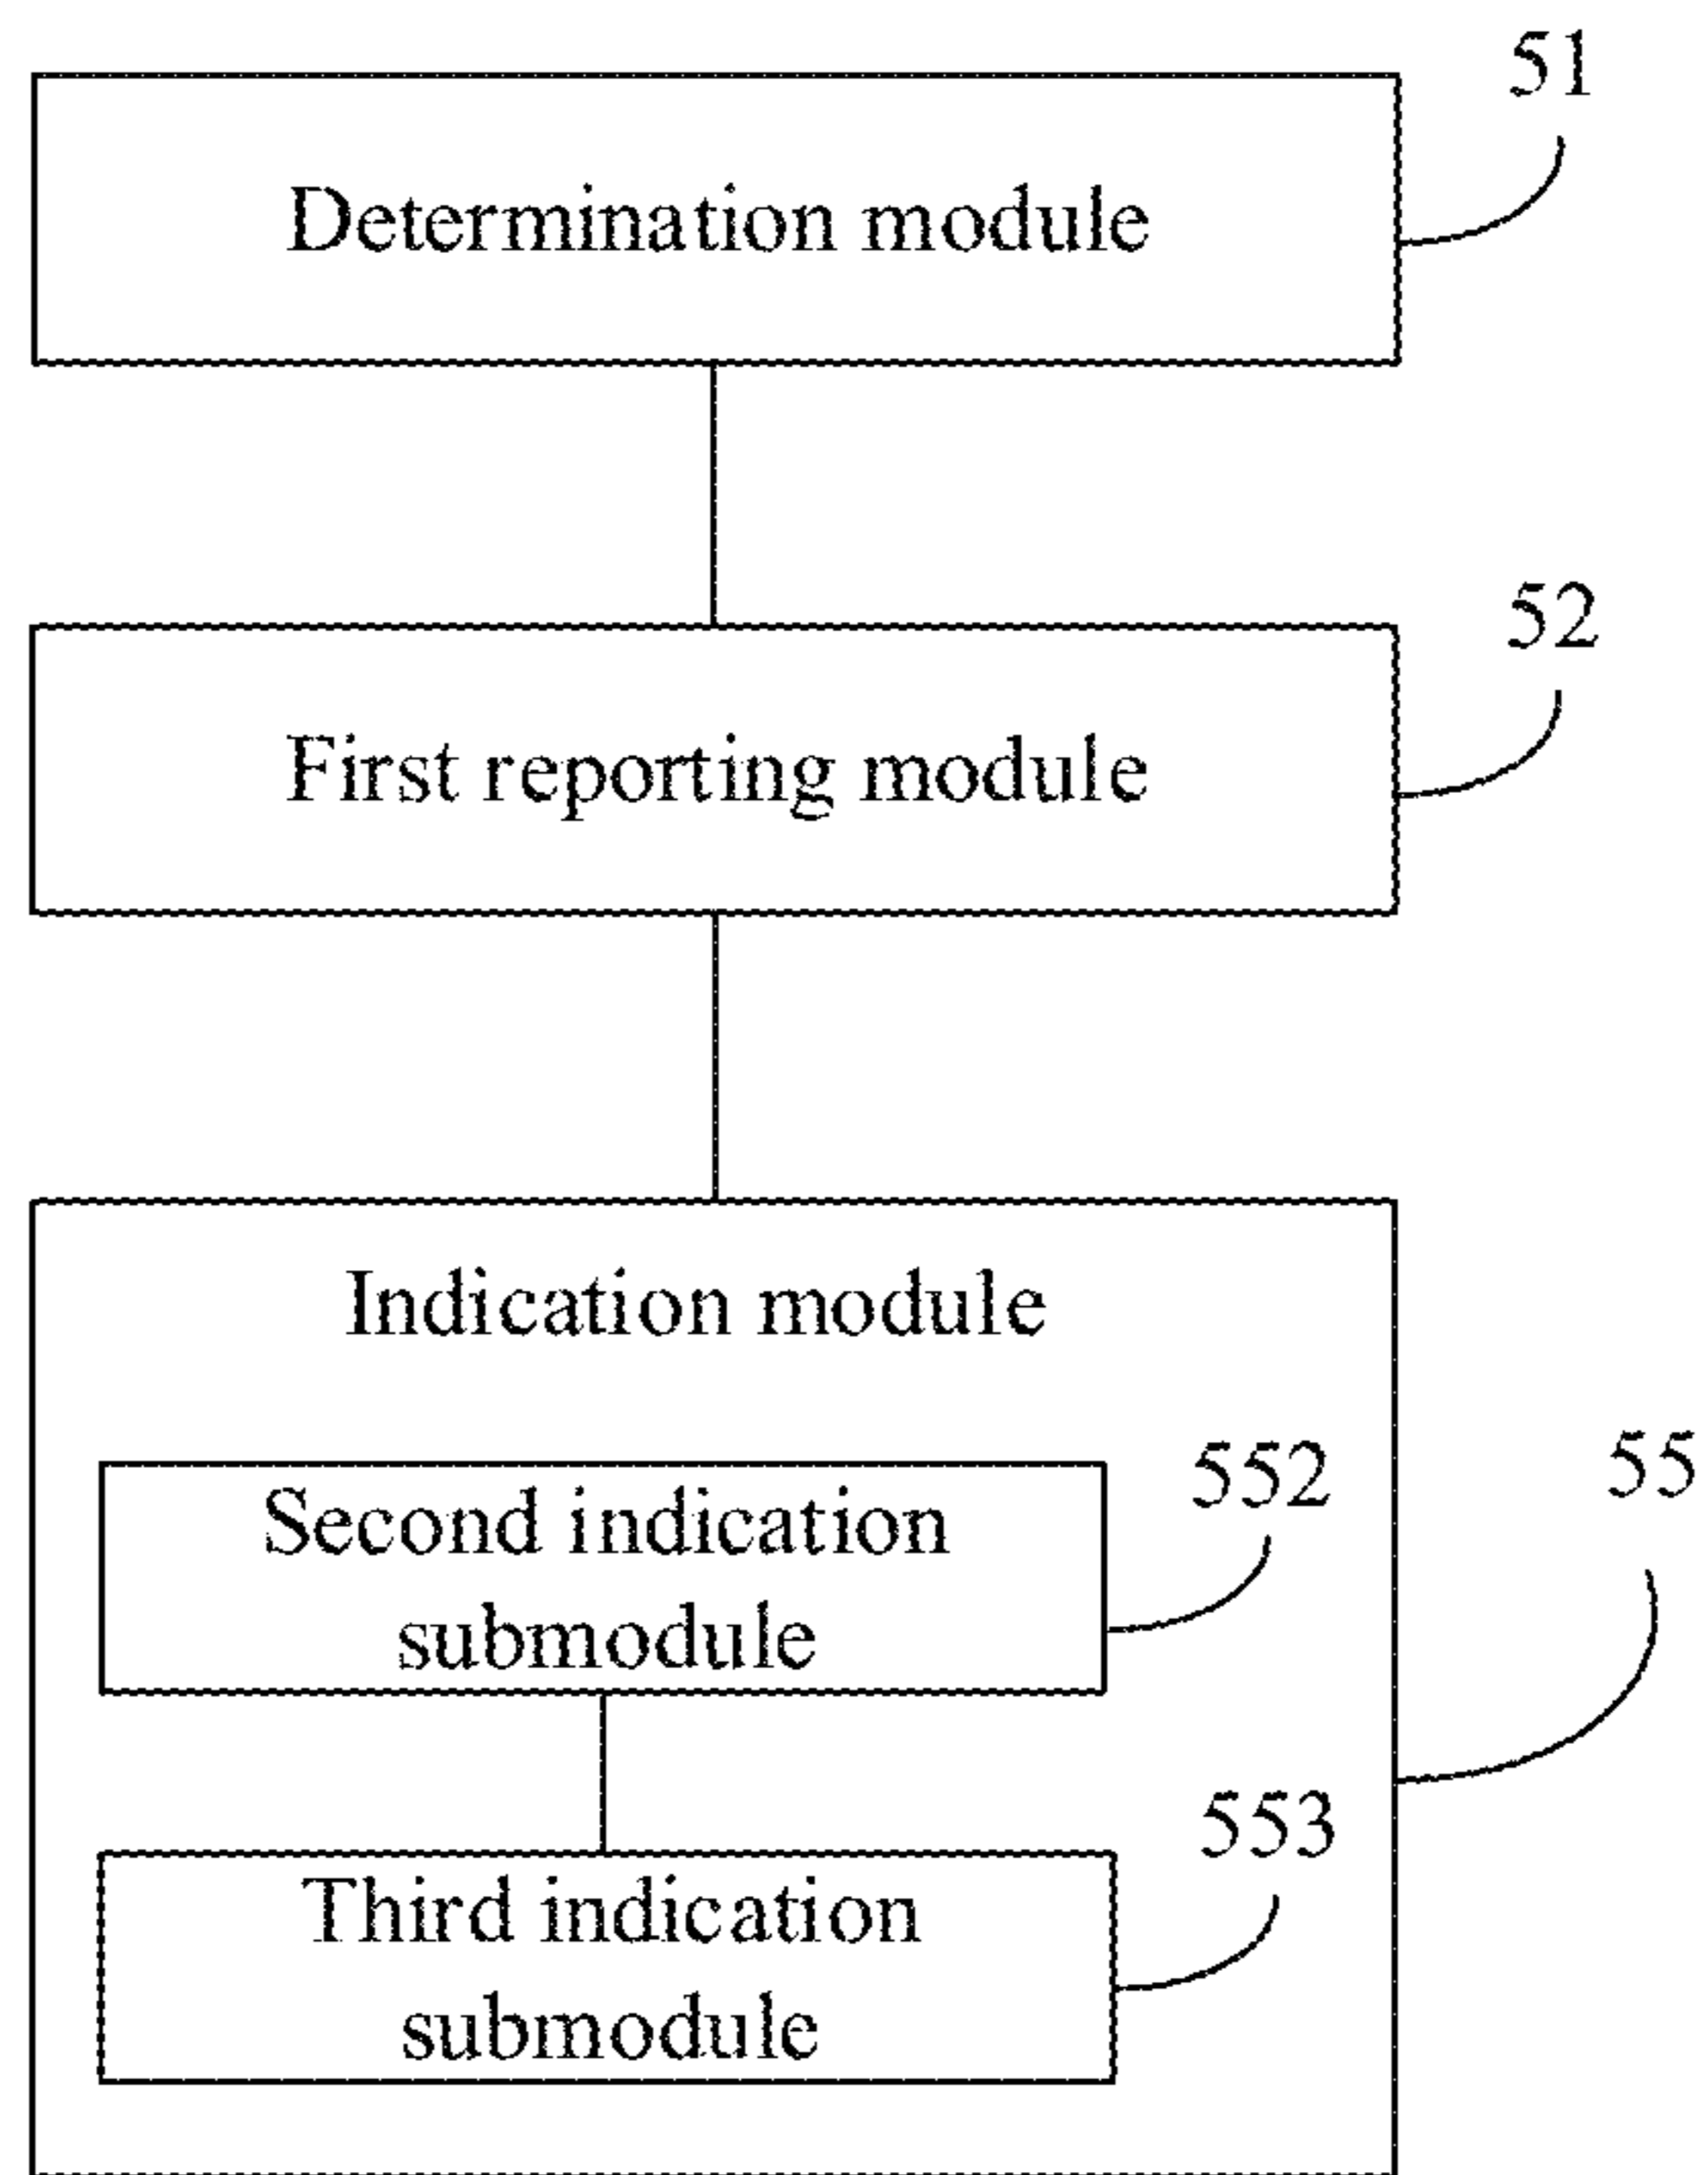 51
Determination module
52
First reporting module
Indication module
552
55
Second indication
submodule
553
Third indication
submodule